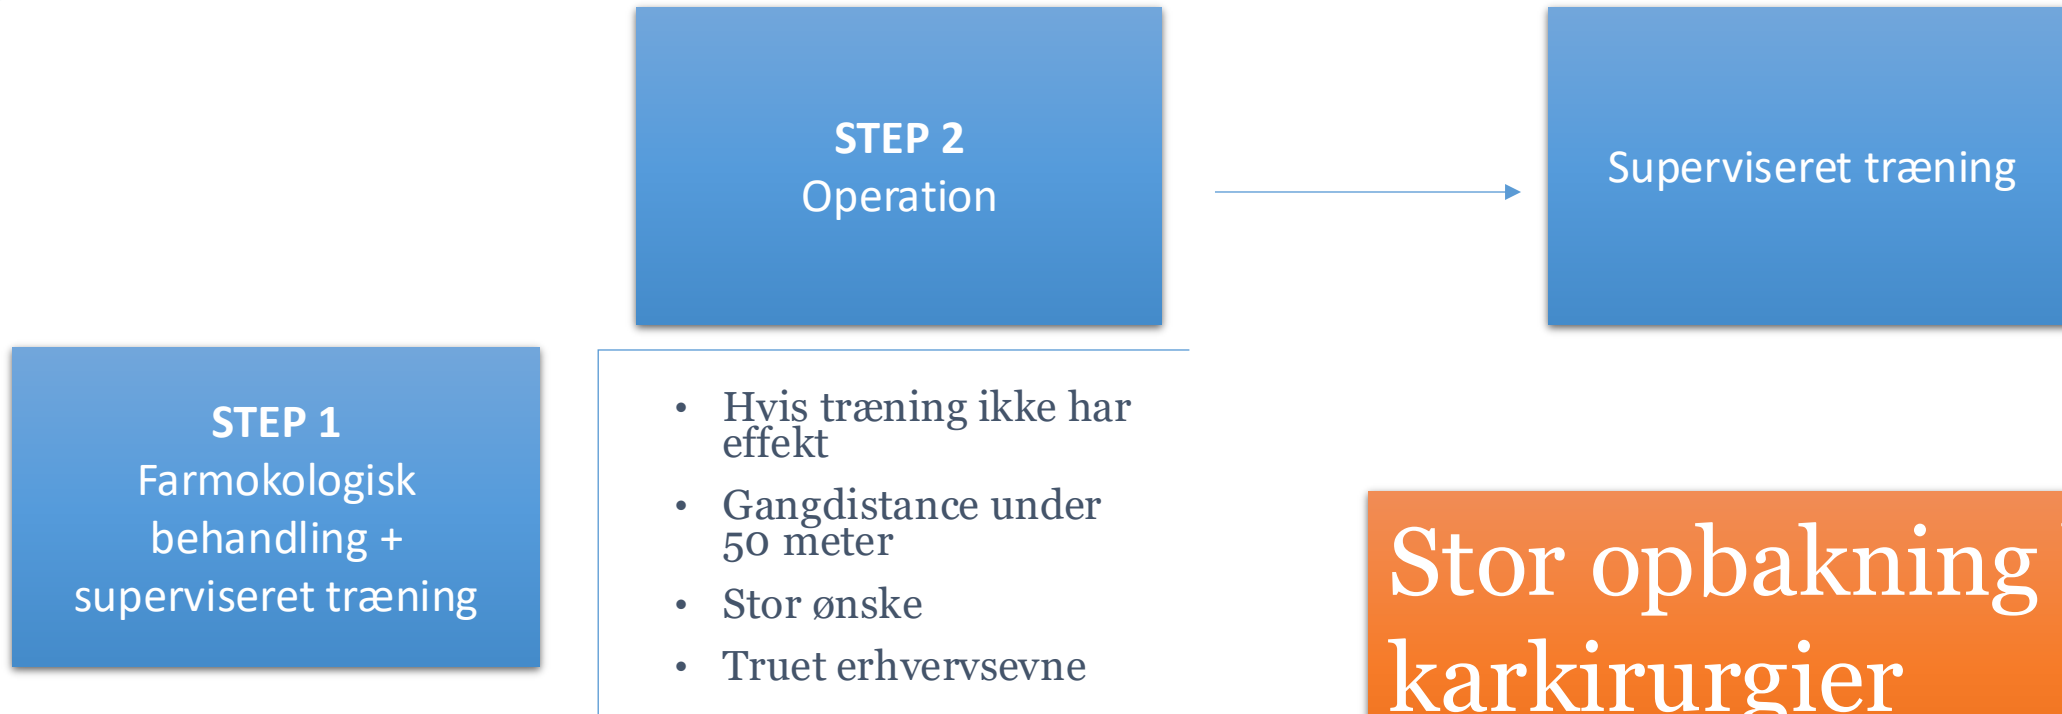 STEP 2
Operation
Superviseret træning
STEP 1
Farmokologisk
behandling +
superviseret træning
• Hvis træning ikke har
effekt
• Gangdistance under
50 meter
• Stor ønske
• Truet erhvervsevne
Stor opbakning
karkirurgier